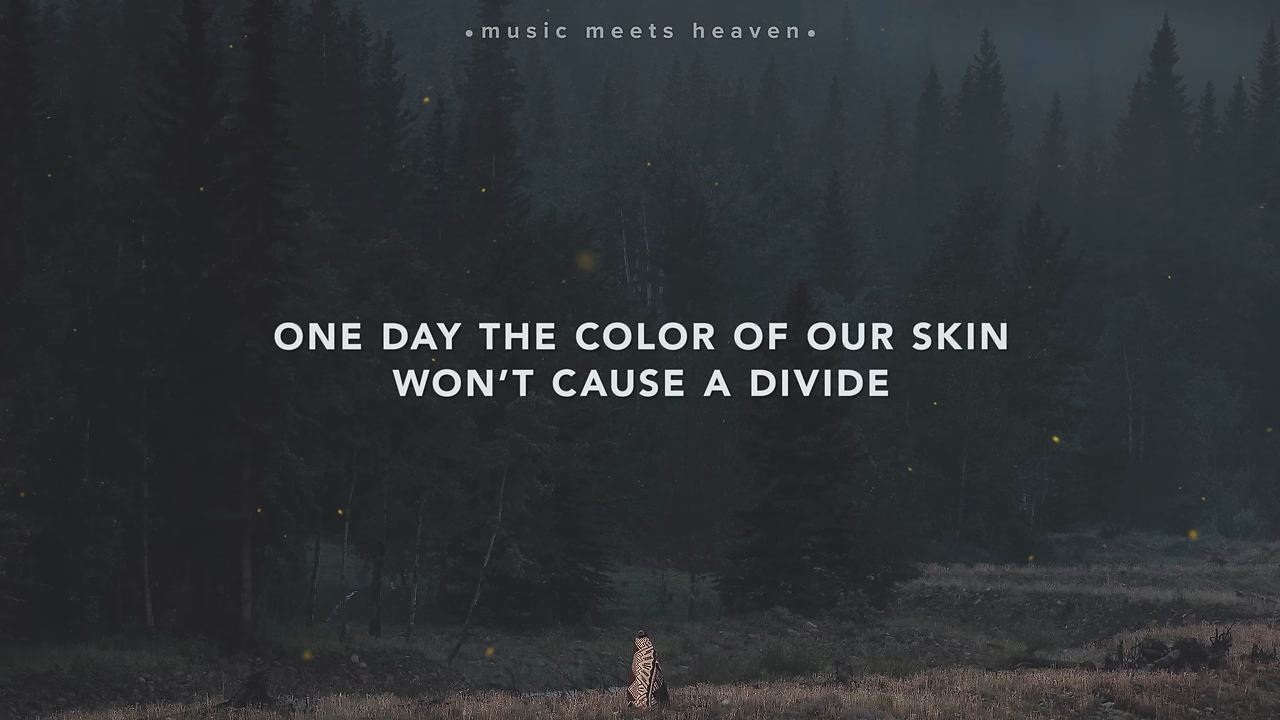 •music meets heaven•
ONE DAY THE COLOR OF OUR SKIN
WON’T CAUSE A DIVIDE